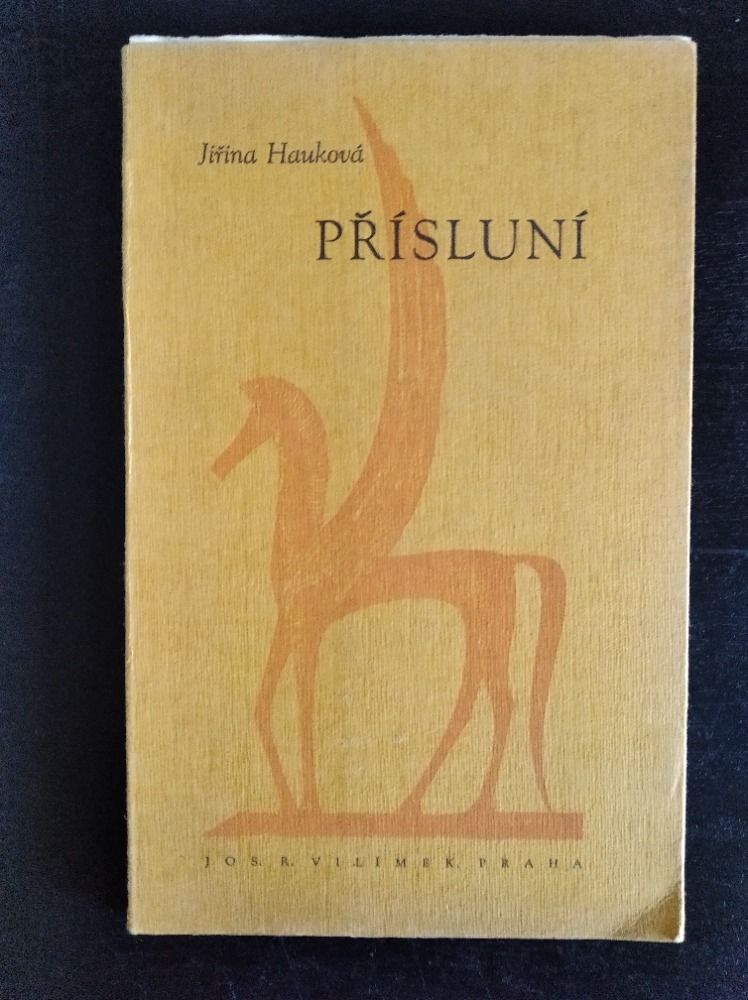 Jiřina Hauková
PŘÍSLUNÍ
JOS. R. VILÍMEK, PRAHA